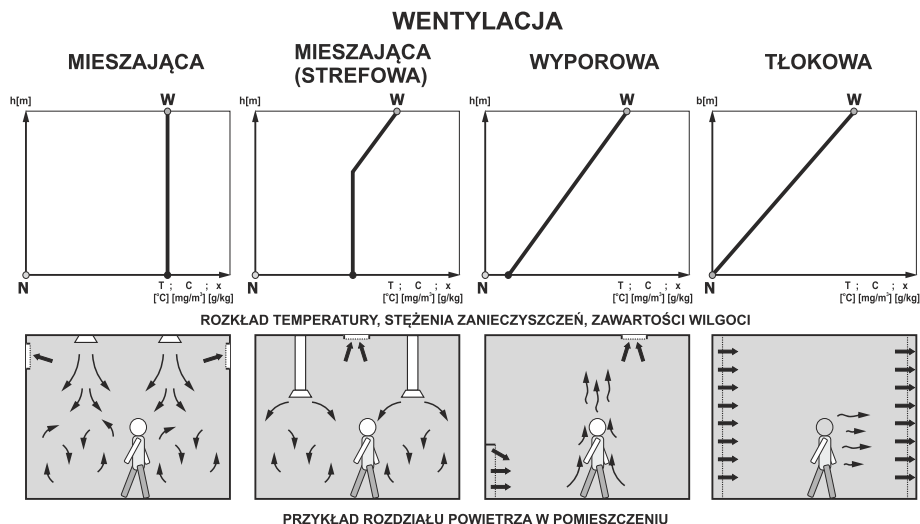 WENTYLACJA
MIESZAJĄCA
MIESZAJĄCA
(STREFOWA)
WYPOROWA
TŁOKOWA
h[m]
W
N
T ; C ; x
[°C] [mg/m³] [g/kg]
h[m]
W
N
T ; C ; x
[°C] [mg/m³] [g/kg]
h[m]
W
N
T ; C ; x
[°C] [mg/m³] [g/kg]
b[m]
W
N
T ; C ; x
[°C] [mg/m³] [g/kg]
ROZKŁAD TEMPERATURY, STĘŻENIA ZANIECZYSZCZEŃ, ZAWARTOŚCI WILGOCI
PRZYKŁAD ROZDZIAŁU POWIETRZA W POMIESZCZENIU